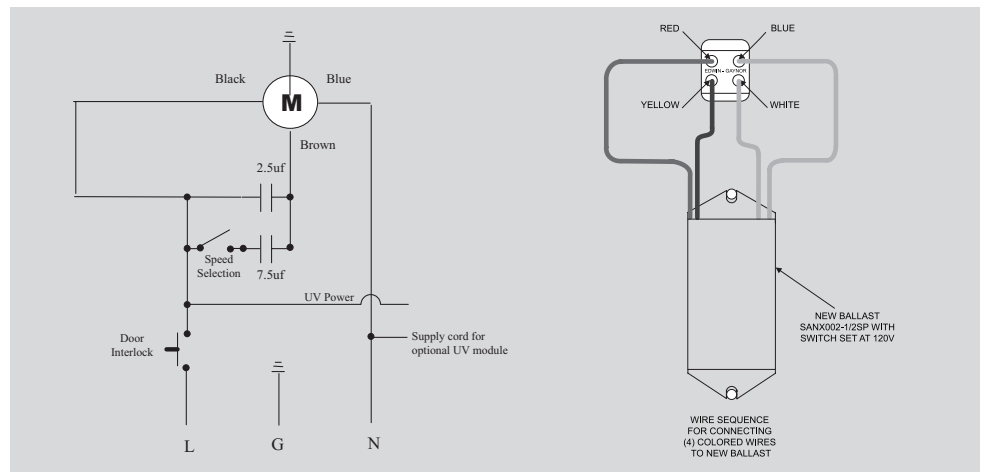 Black
Blue
M
Brown
2.5uf
Speed
Selection
7.5uf
UV Power
Door
Interlock
Supply cord for
optional UV module
L
G
N
RED
BLUE
EDWIN - GAYNOR
YELLOW
WHITE
NEW BALLAST
SANX002-1/2SP WITH
SWITCH SET AT 120V
WIRE SEQUENCE
FOR CONNECTING
(4) COLORED WIRES
TO NEW BALLAST